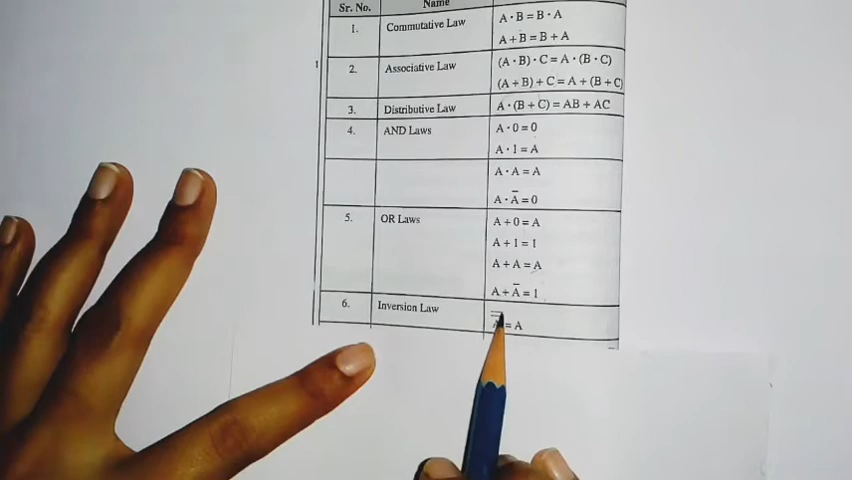 Sr. No. Name
1. Commutative Law A · B = B · A
A + B = B + A
2. Associative Law (A · B) · C = A · (B · C)
(A + B) + C = A + (B + C)
3. Distributive Law A · (B + C) = AB + AC
4. AND Laws A · 0 = 0
A · 1 = A
A · A = A
A · A̅ = 0
5. OR Laws A + 0 = A
A + 1 = 1
A + A = A
A + A̅ = 1
6. Inversion Law A̿ = A